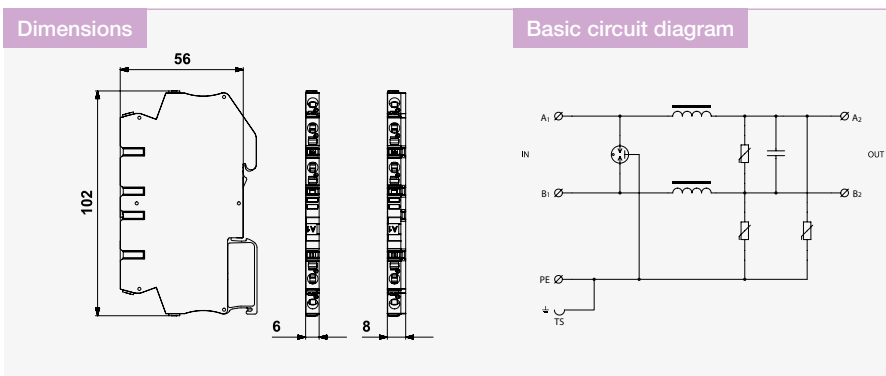 Dimensions
Basic circuit diagram
56
102
6
8
A1
A2
IN
OUT
B1
B2
PE
TS